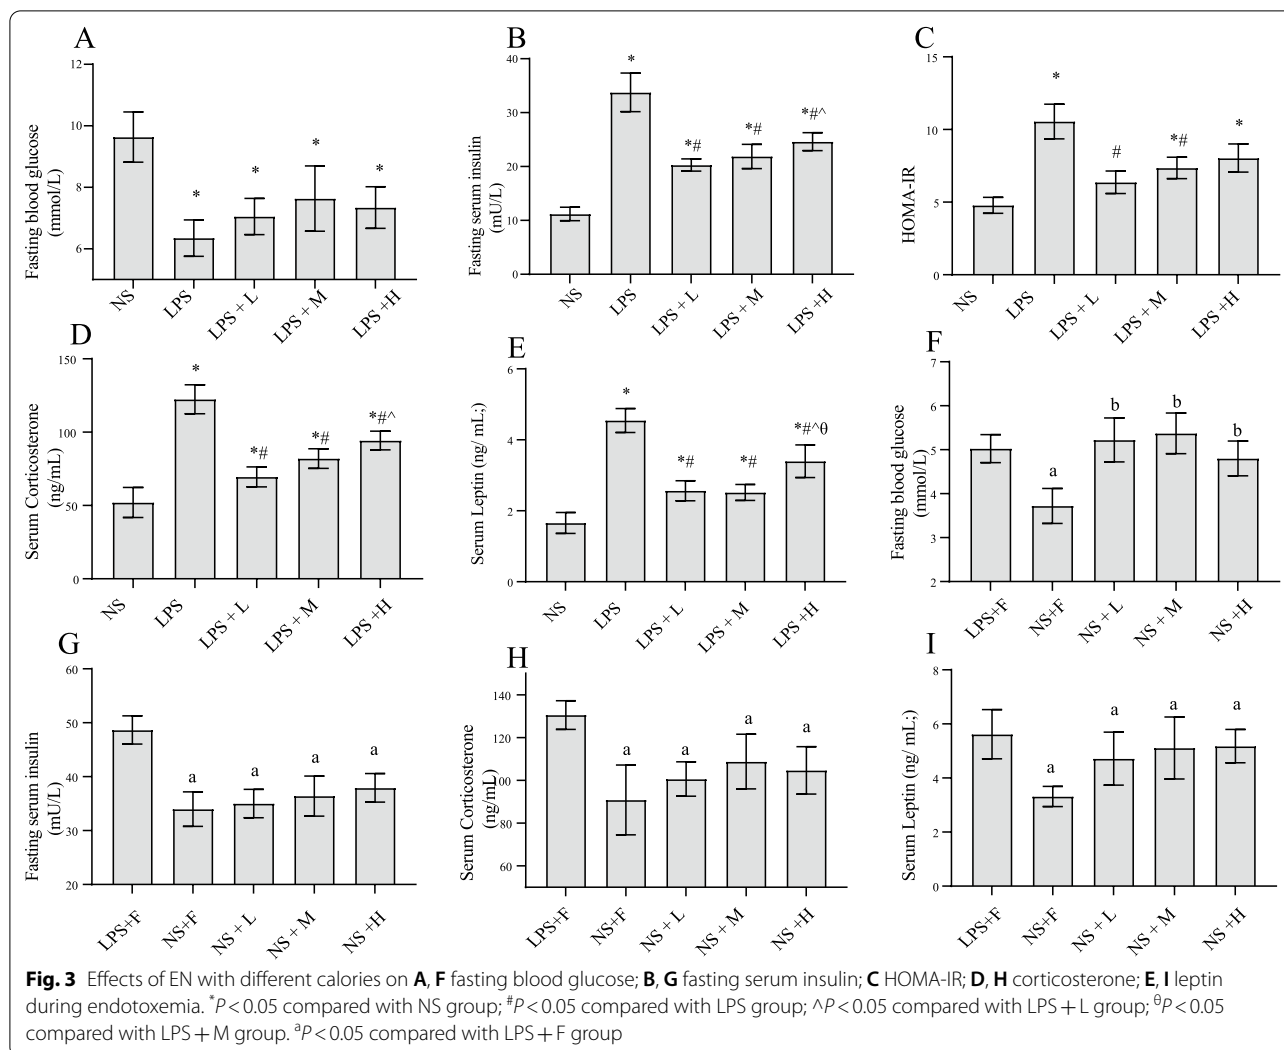 A
Fasting blood glucose
(mmol/L)
12
10
8
6
*
*
*
*
NS
LPS
LPS + L
LPS + M
LPS +H
B
Fasting serum insulin
(mU/L)
40
30
20
10
0
*
*#
*#
*#^
NS
LPS
LPS + L
LPS + M
LPS +H
C
HOMA-IR
15
10
5
0
*
#
*#
*
NS
LPS
LPS + L
LPS + M
LPS +H
D
Serum Corticosterone
(ng/mL)
150
100
50
0
*
*#
*#
*#^
NS
LPS
LPS + L
LPS + M
LPS +H
E
Serum Leptin (ng/ mL;)
6
4
2
0
*
*#
*#
*#^θ
NS
LPS
LPS + L
LPS + M
LPS +H
F
Fasting blood glucose
(mmol/L)
7
6
5
4
3
2
a
b
b
b
LPS+F
NS+F
NS + L
NS + M
NS +H
G
Fasting serum insulin
(mU/L)
60
50
40
30
20
a
a
a
a
LPS+F
NS+F
NS + L
NS + M
NS +H
H
Serum Corticosterone
(ng/mL)
140
120
100
80
60
a
a
a
a
LPS+F
NS+F
NS + L
NS + M
NS +H
I
Serum Leptin (ng/ mL;)
8
6
4
2
0
a
a
a
a
LPS+F
NS+F
NS + L
NS + M
NS +H
Fig. 3 Effects of EN with different calories on A, F fasting blood glucose; B, G fasting serum insulin; C HOMA-IR; D, H corticosterone; E, I leptin
during endotoxemia. *P < 0.05 compared with NS group; #P < 0.05 compared with LPS group; ^P < 0.05 compared with LPS + L group; θP < 0.05
compared with LPS + M group. aP < 0.05 compared with LPS + F group